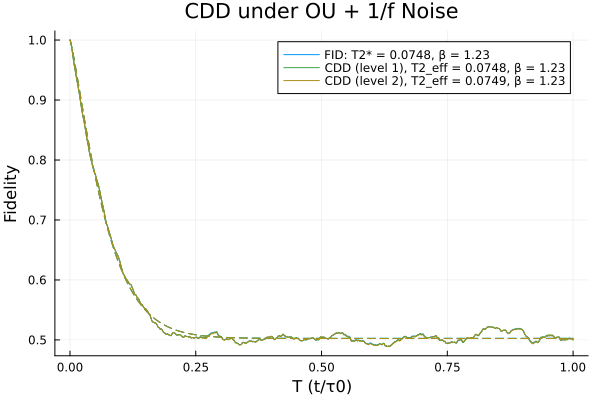 CDD under OU + 1/f Noise
FID: T2* = 0.0748, β = 1.23
CDD (level 1), T2_eff = 0.0748, β = 1.23
CDD (level 2), T2_eff = 0.0749, β = 1.23
Fidelity
1.0
0.9
0.8
0.7
0.6
0.5
0.00 0.25 0.50 0.75 1.00
T (t/τ0)